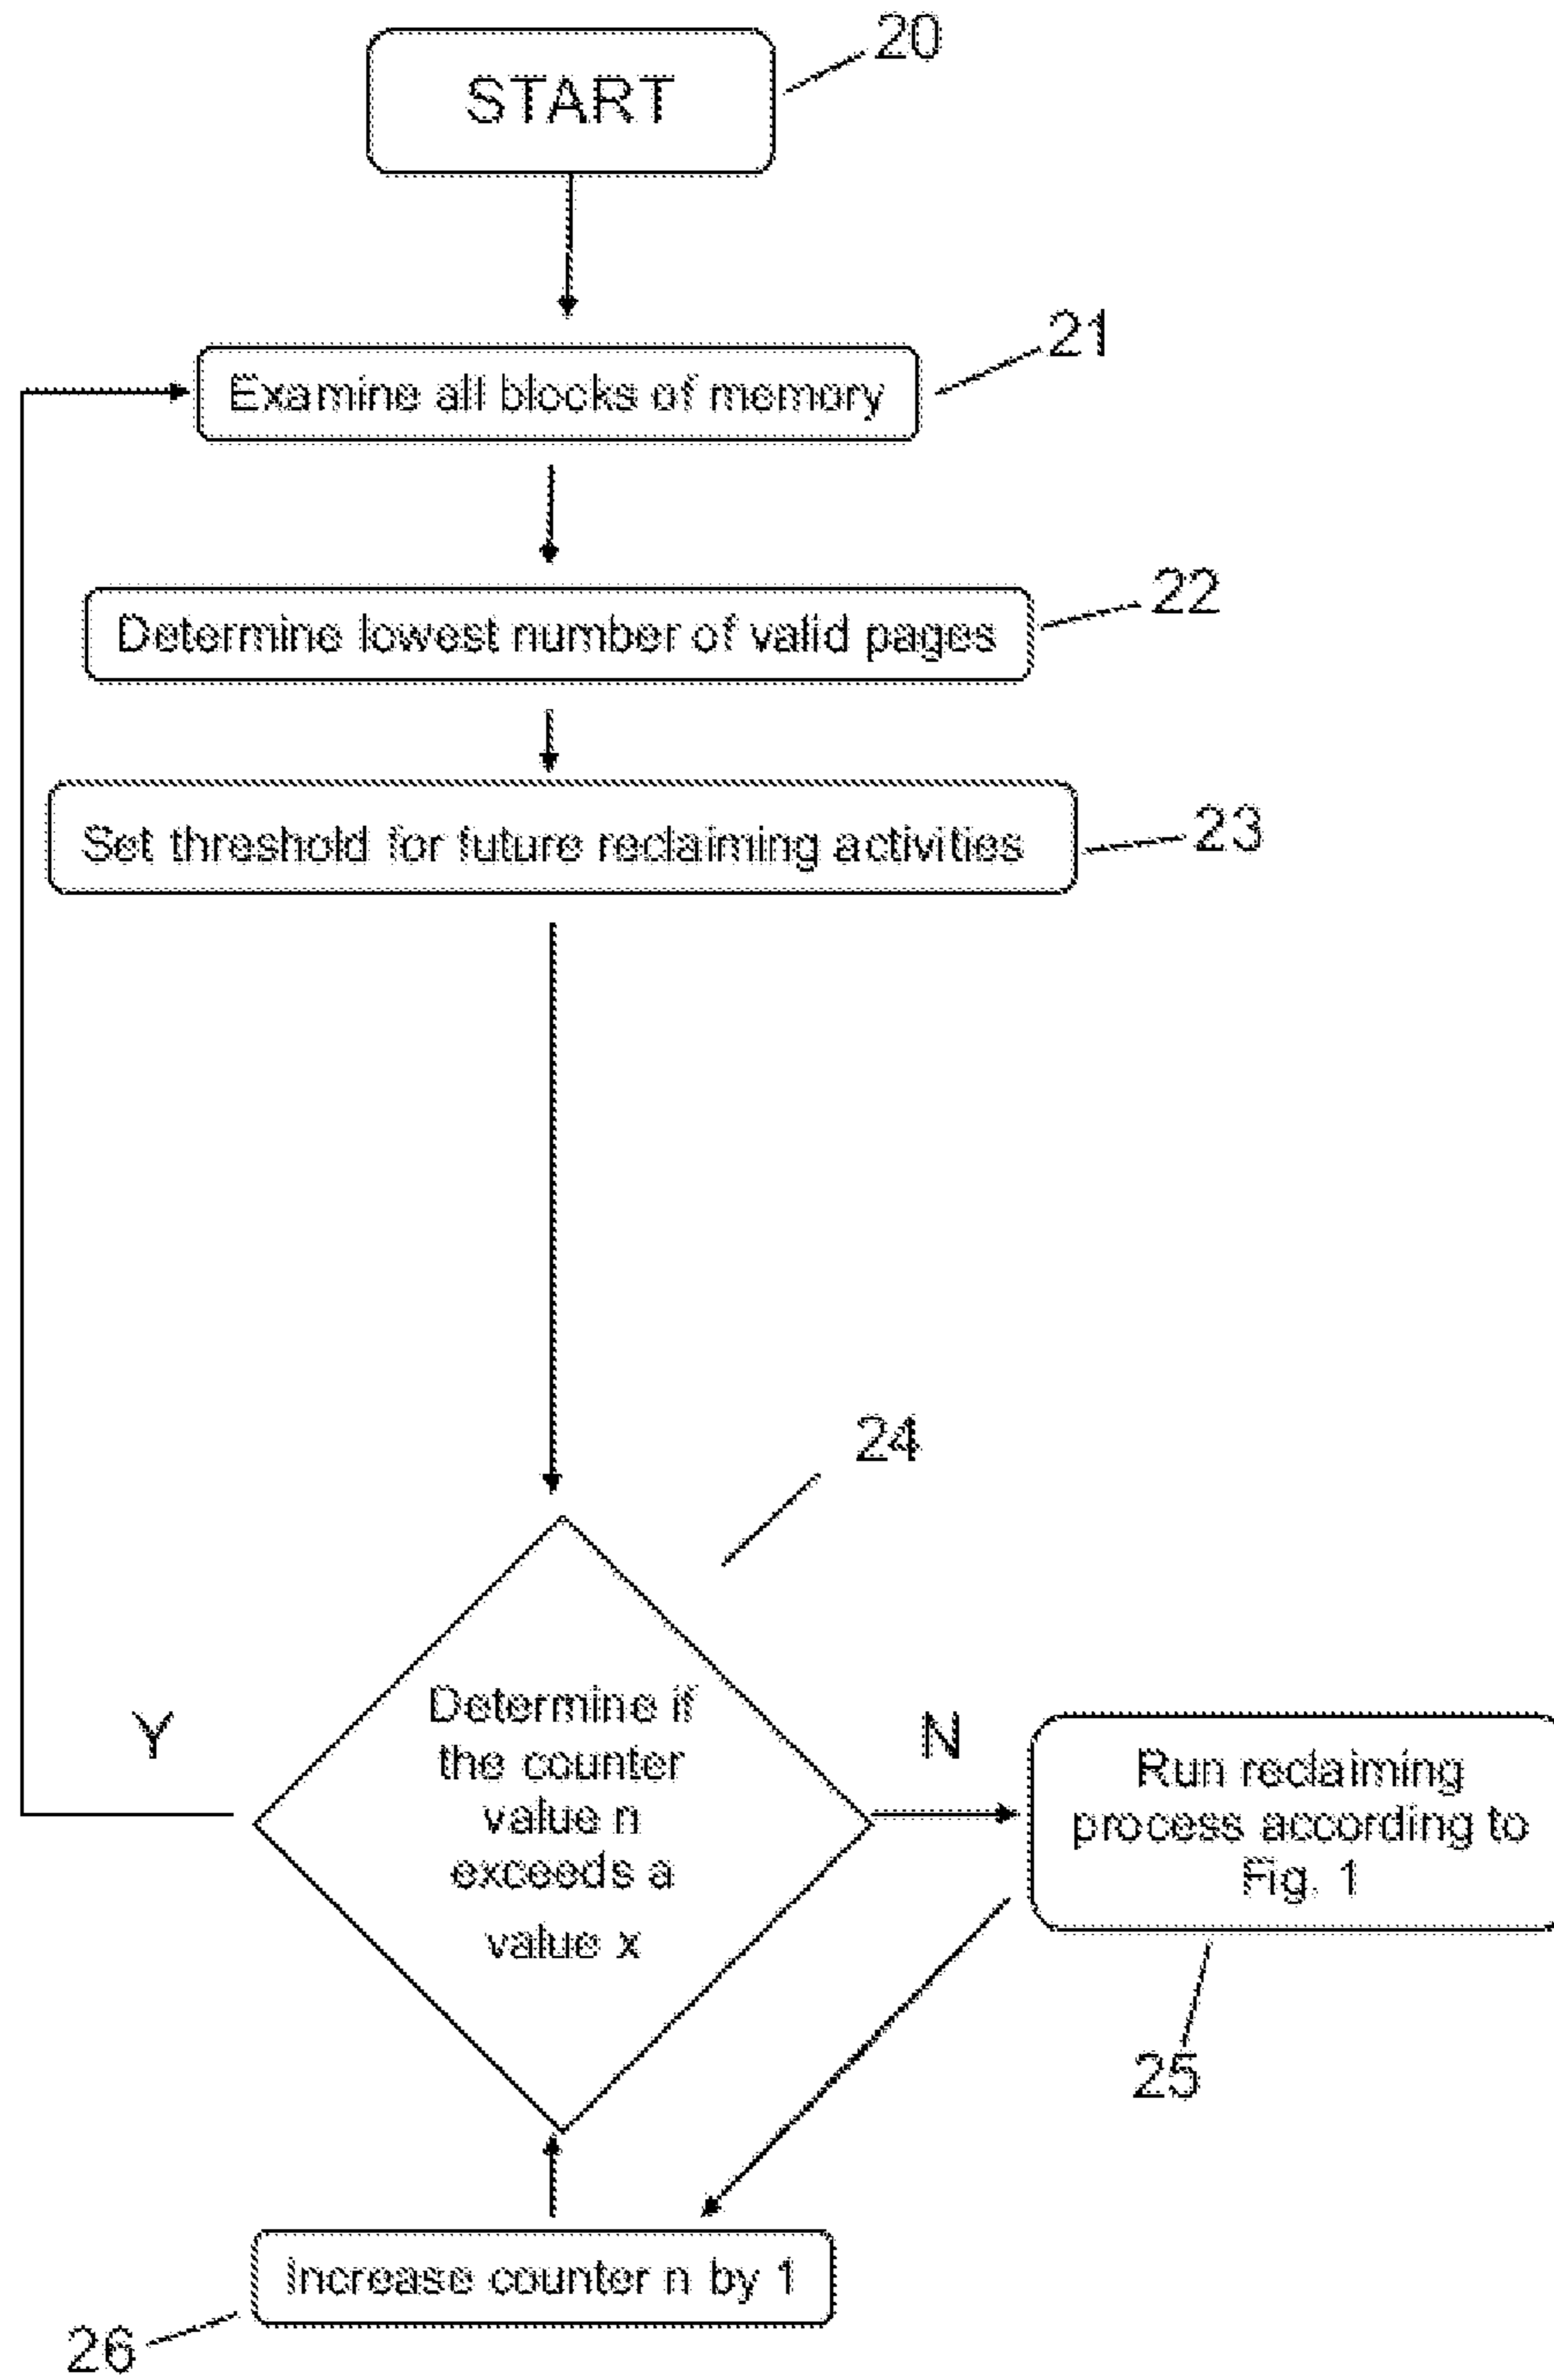 START
20
Examine all blocks of memory
21
Determine lowest number of valid pages
22
Set threshold for future reclaiming activities
23
24
Determine if
the counter
value n
exceeds a
value x
Y
N
Run reclaiming
process according to
Fig. 1
25
Increase counter n by 1
26